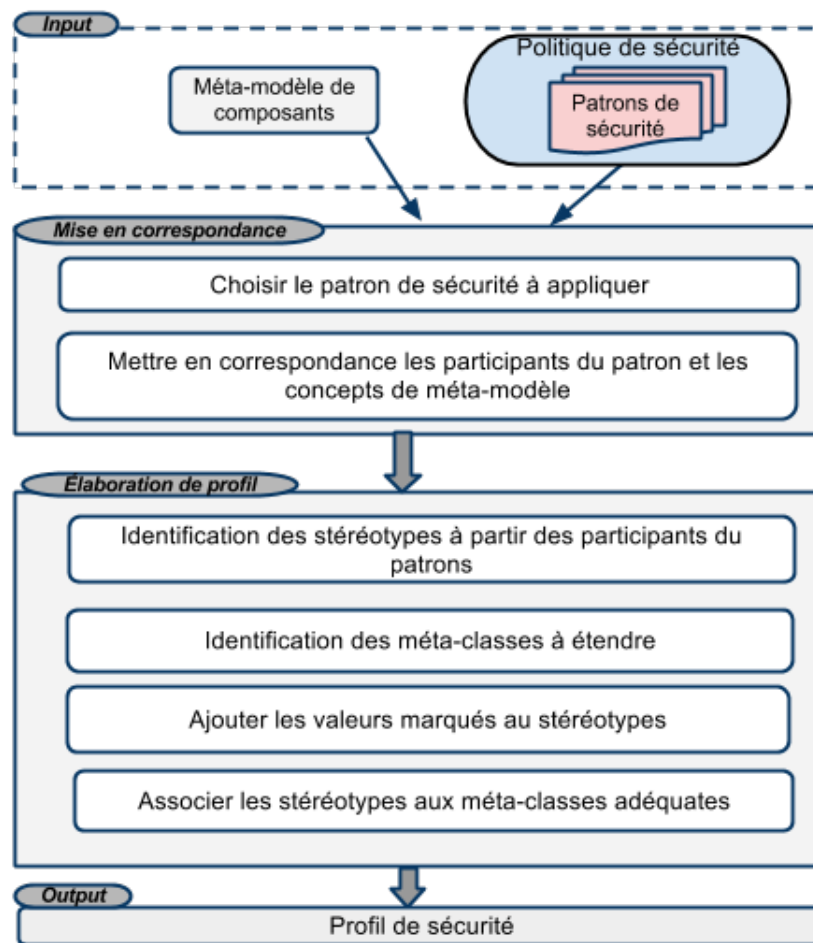 Input
Politique de sécurité
Méta-modèle de
composants
Patrons de
sécurité
Mise en correspondance
Choisir le patron de sécurité à appliquer
Mettre en correspondance les participants du patron et les
concepts de méta-modèle
Élaboration de profil
Identification des stéréotypes à partir des participants du
patrons
Identification des méta-classes à étendre
Ajouter les valeurs marqués au stéréotypes
Associer les stéréotypes aux méta-classes adéquates
Output
Profil de sécurité